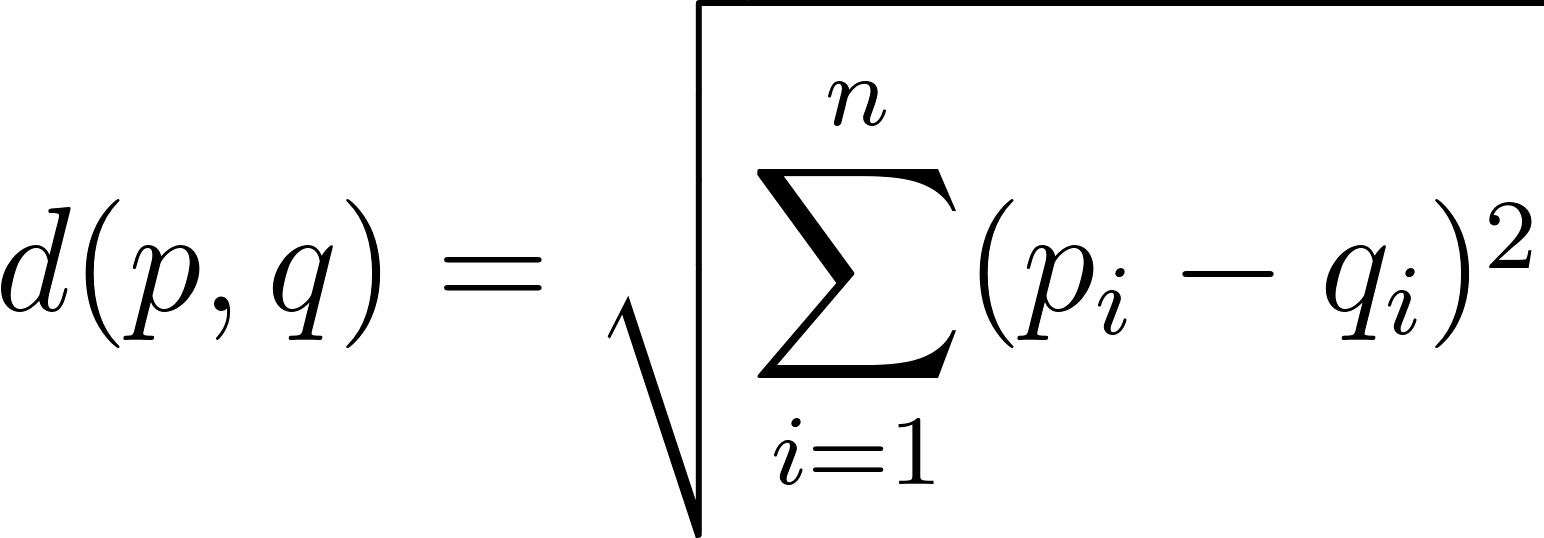 d(p, q) = √∑_{i=1}^{n} (p_i − q_i)^2